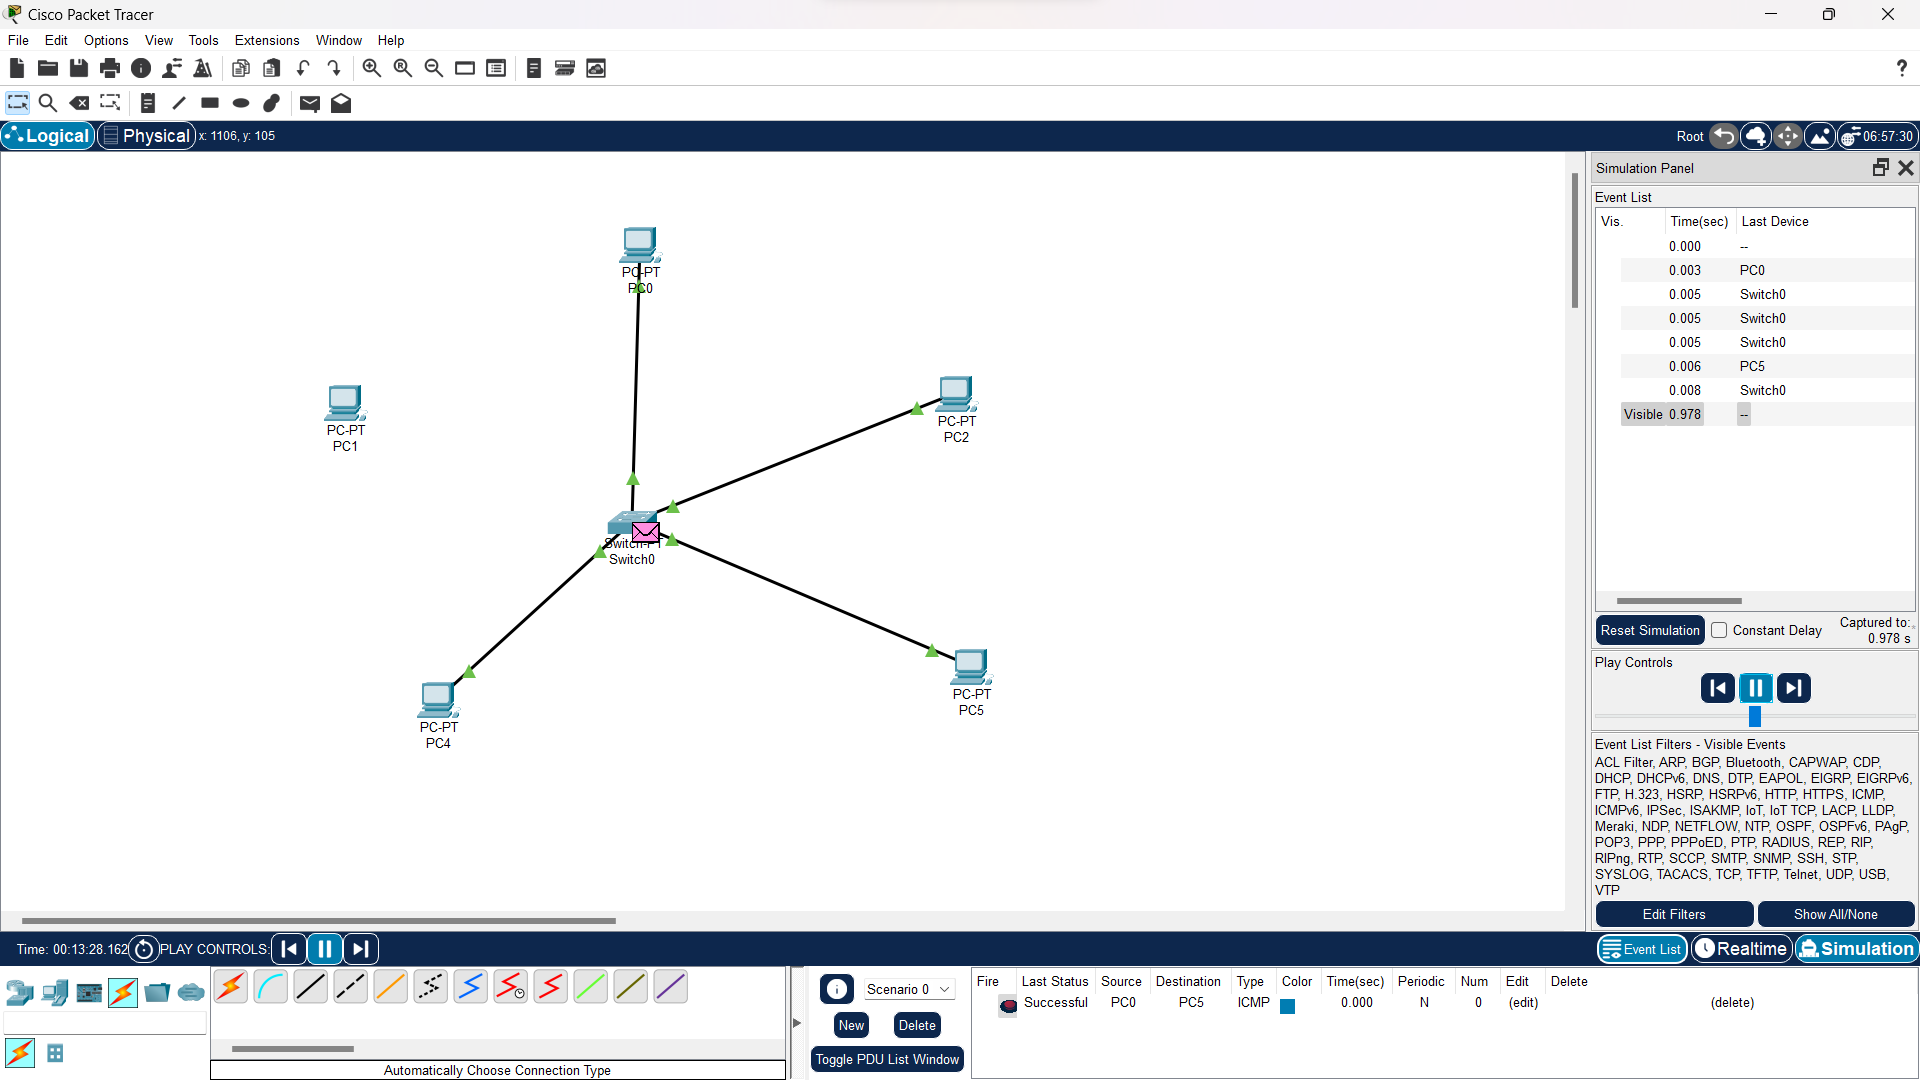 Cisco Packet Tracer
File Edit Options View Tools Extensions Window Help
?
Logical Physical x: 1106, y: 105
Root 06:57:30
PC-PT
PC0
PC-PT
PC1
PC-PT
PC2
Switch-PT
Switch0
PC-PT
PC4
PC-PT
PC5
Simulation Panel
Event List
Vis. Time(sec) Last Device
0.000 --
0.003 PC0
0.005 Switch0
0.005 Switch0
0.005 Switch0
0.006 PC5
0.008 Switch0
Visible 0.978 --
Reset Simulation Constant Delay Captured to:
0.978 s
Play Controls
Event List Filters - Visible Events
ACL Filter, ARP, BGP, Bluetooth, CAPWAP, CDP,
DHCP, DHCPv6, DNS, DTP, EAPOL, EIGRP, EIGRPv6,
FTP, H.323, HSRP, HSRPv6, HTTP, HTTPS, ICMP,
ICMPv6, IPSec, ISAKMP, IoT, IoT TCP, LACP, LLDP,
Meraki, NDP, NETFLOW, NTP, OSPF, OSPFv6, PAgP,
POP3, PPP, PPPoED, PTP, RADIUS, REP, RIP,
RIPng, RTP, SCCP, SMTP, SNMP, SSH, STP,
SYSLOG, TACACS, TCP, TFTP, Telnet, UDP, USB,
VTP
Edit Filters Show All/None
Time: 00:13:28.162 PLAY CONTROLS:
Event List Realtime Simulation
Scenario 0
New Delete
Toggle PDU List Window
Fire Last Status Source Destination Type Color Time(sec) Periodic Num Edit Delete
Successful PC0 PC5 ICMP 0.000 N 0 (edit) (delete)
Automatically Choose Connection Type